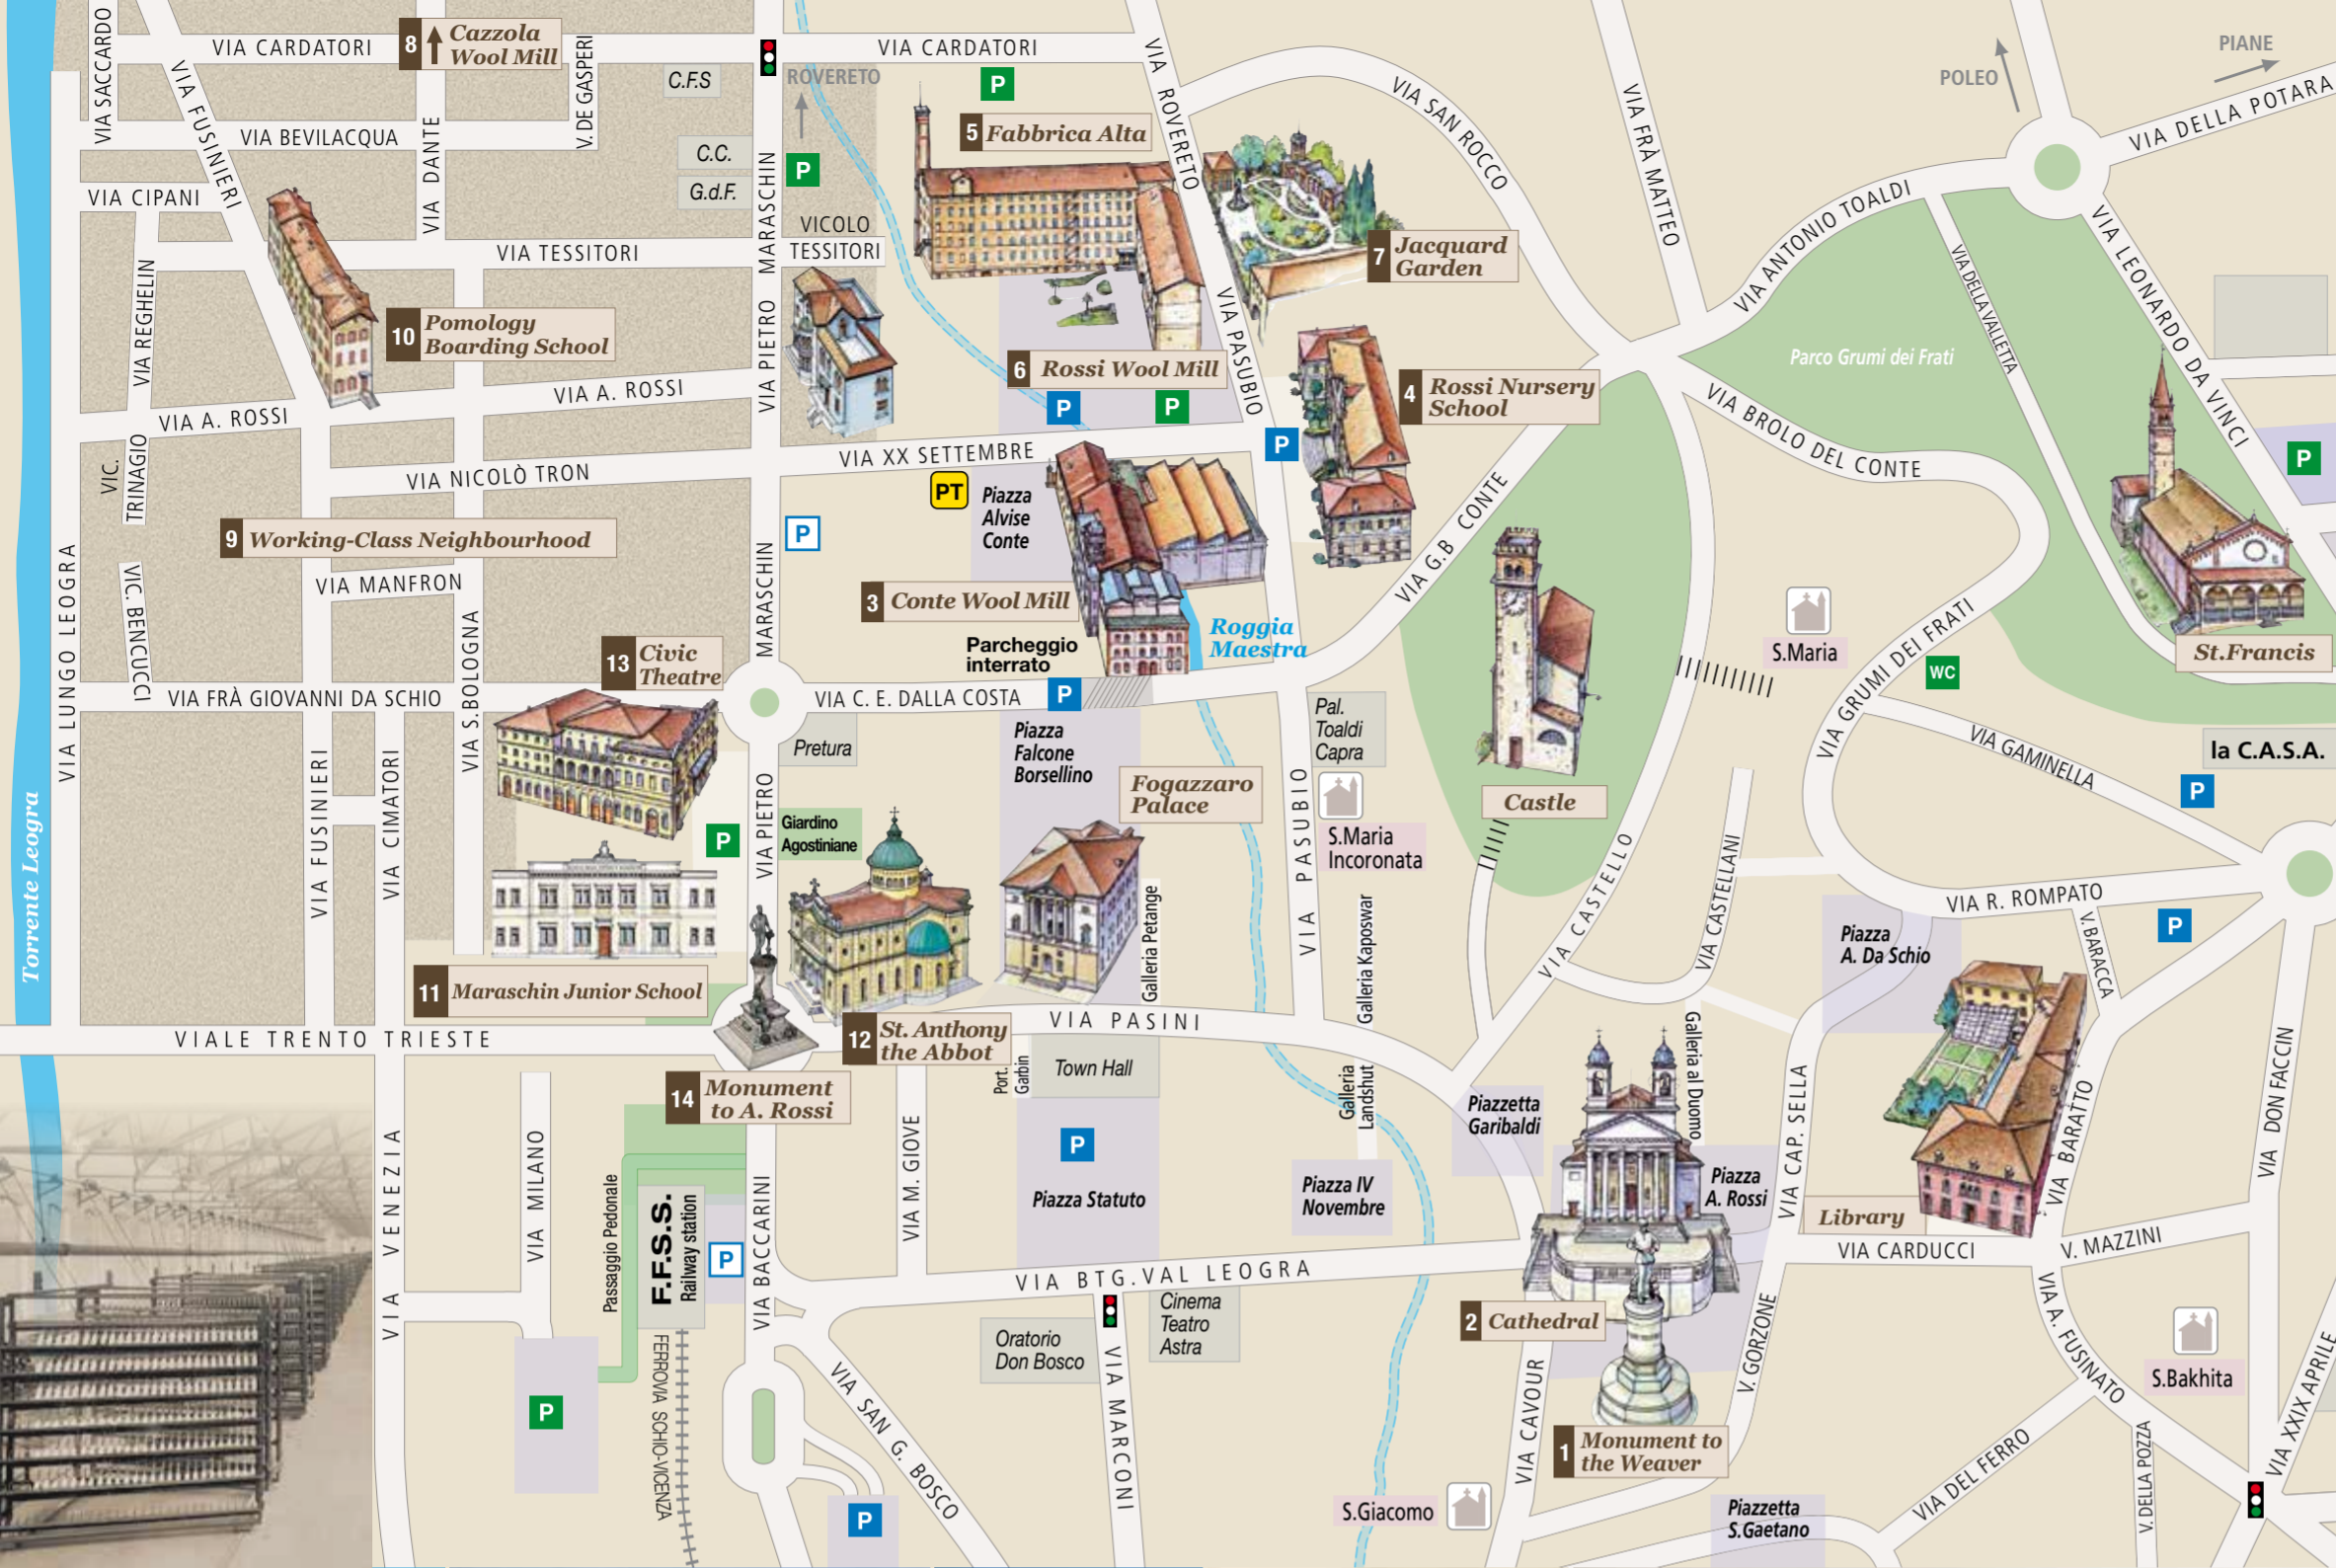 VIA SACCARDO
VIA CARDATORI
8 Cazzola
Wool Mill
V. DE GASPERI
C.F.S
ROVERETO
VIA CARDATORI
P
VIA ROVERETO
VIA SAN ROCCO
VIA FRÀ MATTEO
POLEO
PIANE
VIA DELLA POTARA
VIA FUSINIERI
VIA BEVILACQUA
VIA DANTE
C.C.
G.d.F.
P
5 Fabbrica Alta
VIA CIPANI
VIA TESSITORI
VIA PIETRO MARASCHIN
VICOLO
TESSITORI
7 Jacquard
Garden
VIA ANTONIO TOALDI
VIA DELLA VALLETTA
VIA LEONARDO DA VINCI
VIA REGHELIN
10 Pomology
Boarding School
VIA PASUBIO
6 Rossi Wool Mill
P
P
4 Rossi Nursery
School
Parco Grumi dei Frati
VIA A. ROSSI
VIA A. ROSSI
VIA BROLO DEL CONTE
VIC.
TRINAGIO
VIA NICOLÒ TRON
VIA XX SETTEMBRE
P
P
PT
Piazza
Alvise
Conte
P
VIA G.B CONTE
9 Working-Class Neighbourhood
VIA LUNGO LEOGRA
VIC. BENCUCCI
VIA MANFRON
VIA S.BOLOGNA
MARASCHIN
3 Conte Wool Mill
Roggia
Maestra
Parcheggio
interrato
P
S.Maria
VIA GRUMI DEI FRATI
WC
St.Francis
13 Civic
Theatre
VIA FRÀ GIOVANNI DA SCHIO
VIA C. E. DALLA COSTA
Pretura
Piazza
Falcone
Borsellino
Pal.
Toaldi
Capra
VIA GAMINELLA
la C.A.S.A.
P
Torrente Leogra
VIA FUSINIERI
VIA CIMATORI
P
VIA PIETRO
Giardino
Agostiniane
Fogazzaro
Palace
Galleria Petange
VIA PASUBIO
S.Maria
Incoronata
Castle
Galleria Kaposwar
VIA CASTELLO
VIA CASTELLANI
VIA R. ROMPATO
V. BARACCA
P
Piazza
A. Da Schio
11 Maraschin Junior School
VIALE TRENTO TRIESTE
12 St. Anthony
the Abbot
VIA PASINI
Port.
Garbin
Town Hall
Galleria
Landshut
Galleria al Duomo
14 Monument
to A. Rossi
P
Piazza Statuto
Piazza IV
Novembre
Piazzetta
Garibaldi
Piazza
A. Rossi
VIA CAP. SELLA
VIA BARATTO
VIA DON FACCIN
VIA VENEZIA
VIA MILANO
Passaggio Pedonale
F.F.S.S.
Railway station
P
VIA BACCARINI
VIA M. GIOVE
Library
VIA CARDUCCI
V. MAZZINI
VIA BTG. VAL LEOGRA
Cinema
Teatro
Astra
Oratorio
Don Bosco
2 Cathedral
V. GORZONE
VIA A. FUSINATO
S.Bakhita
VIA XXIX APRILE
FERROVIA SCHIO-VICENZA
P
VIA SAN G. BOSCO
VIA MARCONI
VIA CAVOUR
1 Monument to
the Weaver
P
S.Giacomo
Piazzetta
S.Gaetano
VIA DEL FERRO
V. DELLA POZZA